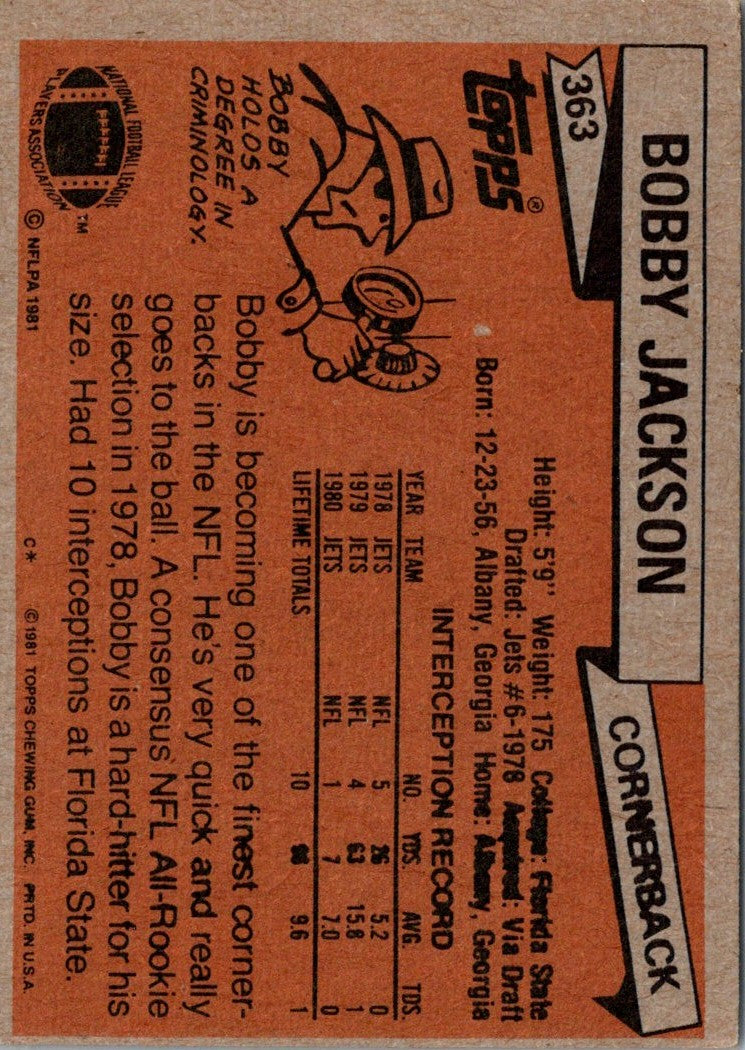 BOBBY JACKSON
363
CORNERBACK
TOPPS®
Height: 5'9" Weight: 175 College: Florida State
Drafted: Jets #6-1978 Acquired: Via Draft
Born: 12-23-56, Albany, Georgia Home: Albany, Georgia
INTERCEPTION RECORD
YEAR TEAM NO. YDS. AVG. TDS.
1978 JETS NFL 5 26 5.2 0
1979 JETS NFL 4 63 15.8 1
1980 JETS NFL 1 7 7.0 0
LIFETIME TOTALS 10 9.6 1
BOBBY
HOLDS A
DEGREE IN
CRIMINOLOGY.
Bobby is becoming one of the finest corner-
backs in the NFL. He's very quick and really
goes to the ball. A consensus NFL All-Rookie
selection in 1978, Bobby is a hard-hitter for his
size. Had 10 interceptions at Florida State.
NATIONAL FOOTBALL LEAGUE
PLAYERS ASSOCIATION
™
© NFLPA 1981
C* © 1981 TOPPS CHEWING GUM, INC. PRTD. IN U.S.A.